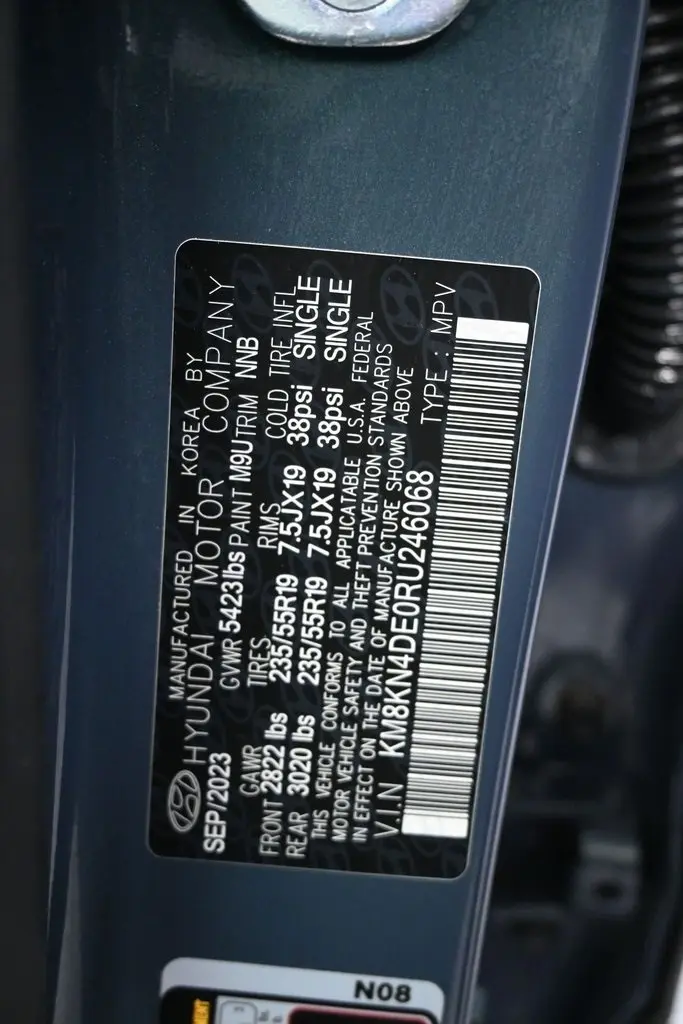 MANUFACTURED IN KOREA BY
HYUNDAI MOTOR COMPANY
SEP/2023 GVWR 5423lbs PAINT M9U TRIM NNB
GAWR TIRES RIMS COLD TIRE INFL
FRONT 2822 lbs 235/55R19 7.5JX19 38psi SINGLE
REAR 3020 lbs 235/55R19 7.5JX19 38psi SINGLE
THIS VEHICLE CONFORMS TO ALL APPLICATABLE U.S.A. FEDERAL
MOTOR VEHICLE SAFETY AND THEFT PREVENTION STANDARDS
IN EFFECT ON THE DATE OF MANUFACTURE SHOWN ABOVE
V.I.N KM8KN4DE0RU246068 TYPE : MPV
N08